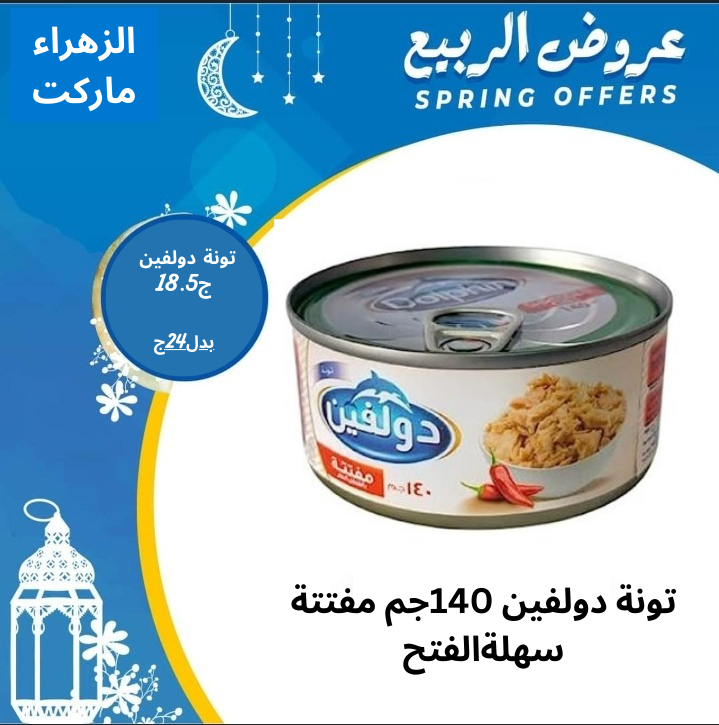 الزهراء
ماركت
عروض الربيع
SPRING OFFERS
تونة دولفين
18.5ج
بدل24ج
Dolphin
تونة
دولفين
مفتتة
١٤٠جم
تونة دولفين 140جم مفتتة
سهلةالفتح